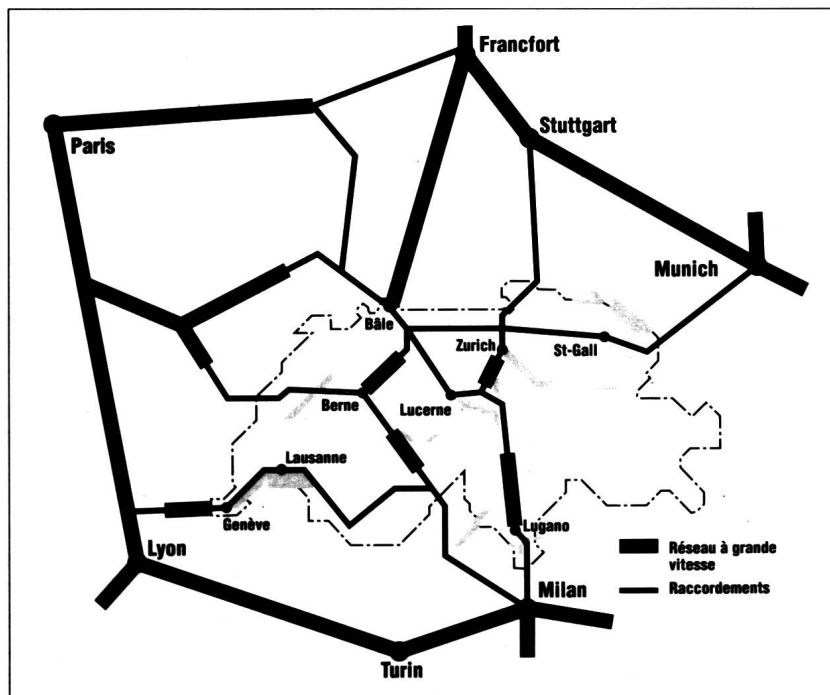 Francfort
Stuttgart
Paris
Munich
Bâle
Zurich
St-Gall
Berne
Lucerne
Lausanne
Genève
Lugano
Lyon
Réseau à grande
vitesse
Raccordements
Milan
Turin